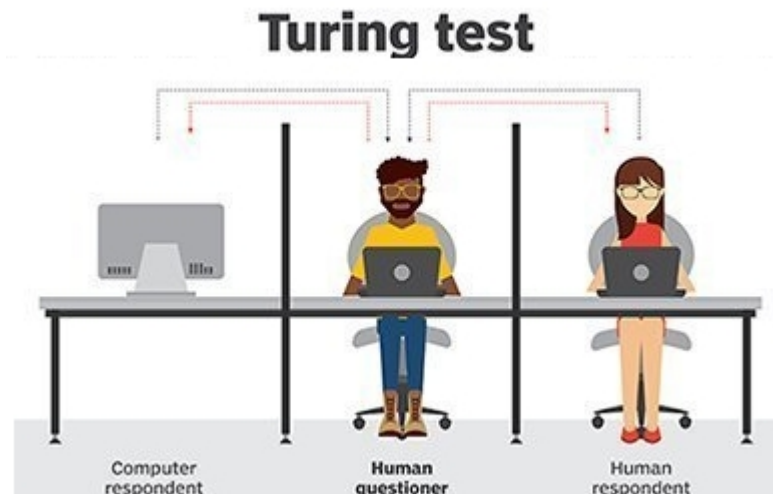 Turing test
Computer
respondent
Human
questioner
Human
respondent